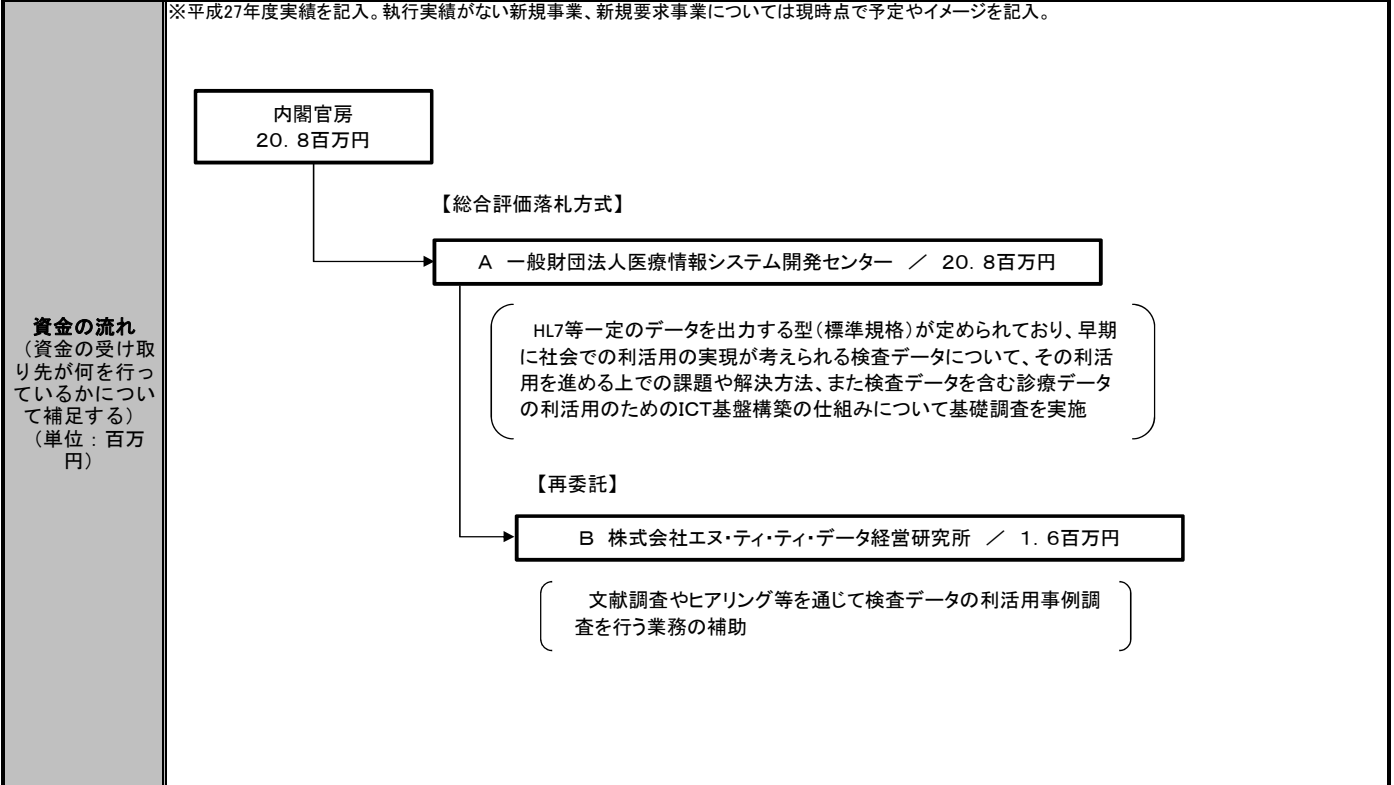 ※平成27年度実績を記入。執行実績がない新規事業、新規要求事業については現時点で予定やイメージを記入。
内閣官房
20．8百万円
【総合評価落札方式】
A 一般財団法人医療情報システム開発センター ／ 20．8百万円
HL7等一定のデータを出力する型（標準規格）が定められており、早期
に社会での利活用の実現が考えられる検査データについて、その利活
用を進める上での課題や解決方法、また検査データを含む診療データ
の利活用のためのICT基盤構築の仕組みについて基礎調査を実施
資金の流れ
（資金の受け取
り先が何を行っ
ているかについ
て補足する）
（単位：百万
円）
【再委託】
B 株式会社エヌ・ティ・ティ・データ経営研究所 ／ 1．6百万円
文献調査やヒアリング等を通じて検査データの利活用事例調
査を行う業務の補助